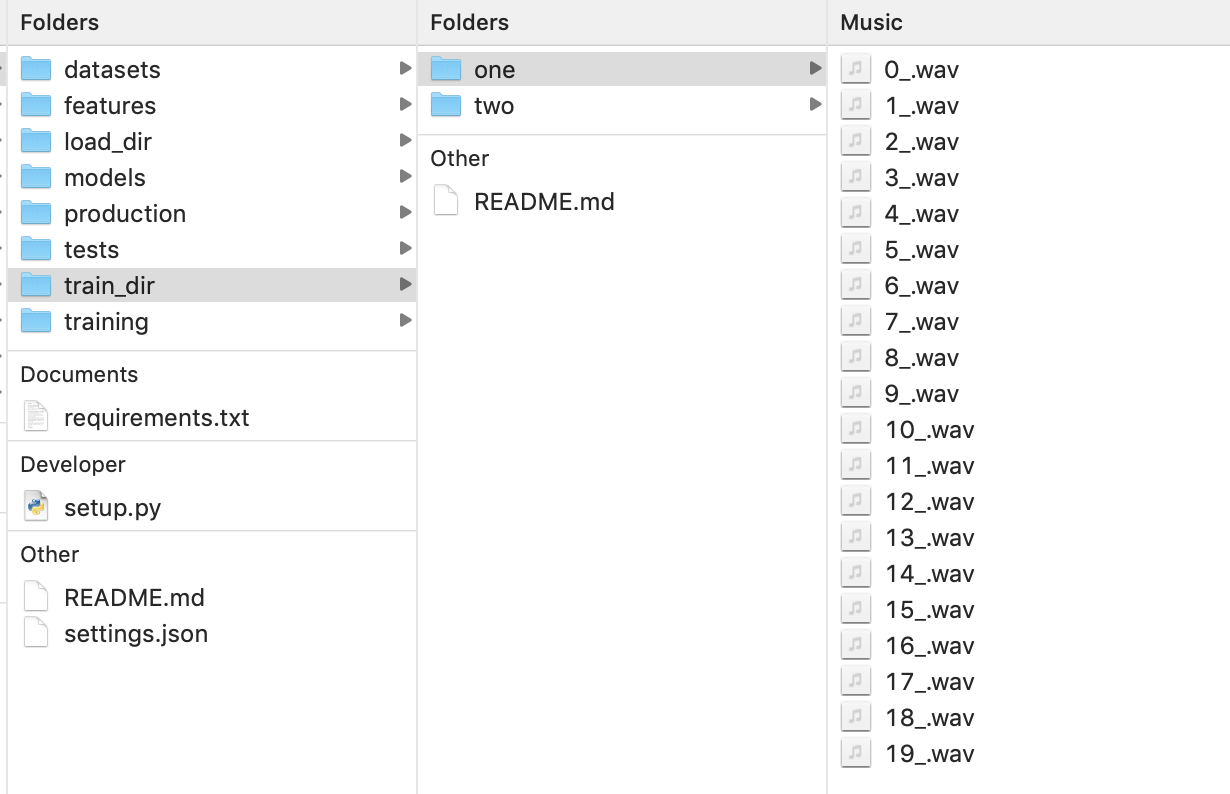 Folders
datasets
features
load_dir
models
production
tests
train_dir
training
Documents
requirements.txt
Developer
setup.py
Other
README.md
settings.json
Folders
one
two
Other
README.md
Music
0_.wav
1_.wav
2_.wav
3_.wav
4_.wav
5_.wav
6_.wav
7_.wav
8_.wav
9_.wav
10_.wav
11_.wav
12_.wav
13_.wav
14_.wav
15_.wav
16_.wav
17_.wav
18_.wav
19_.wav